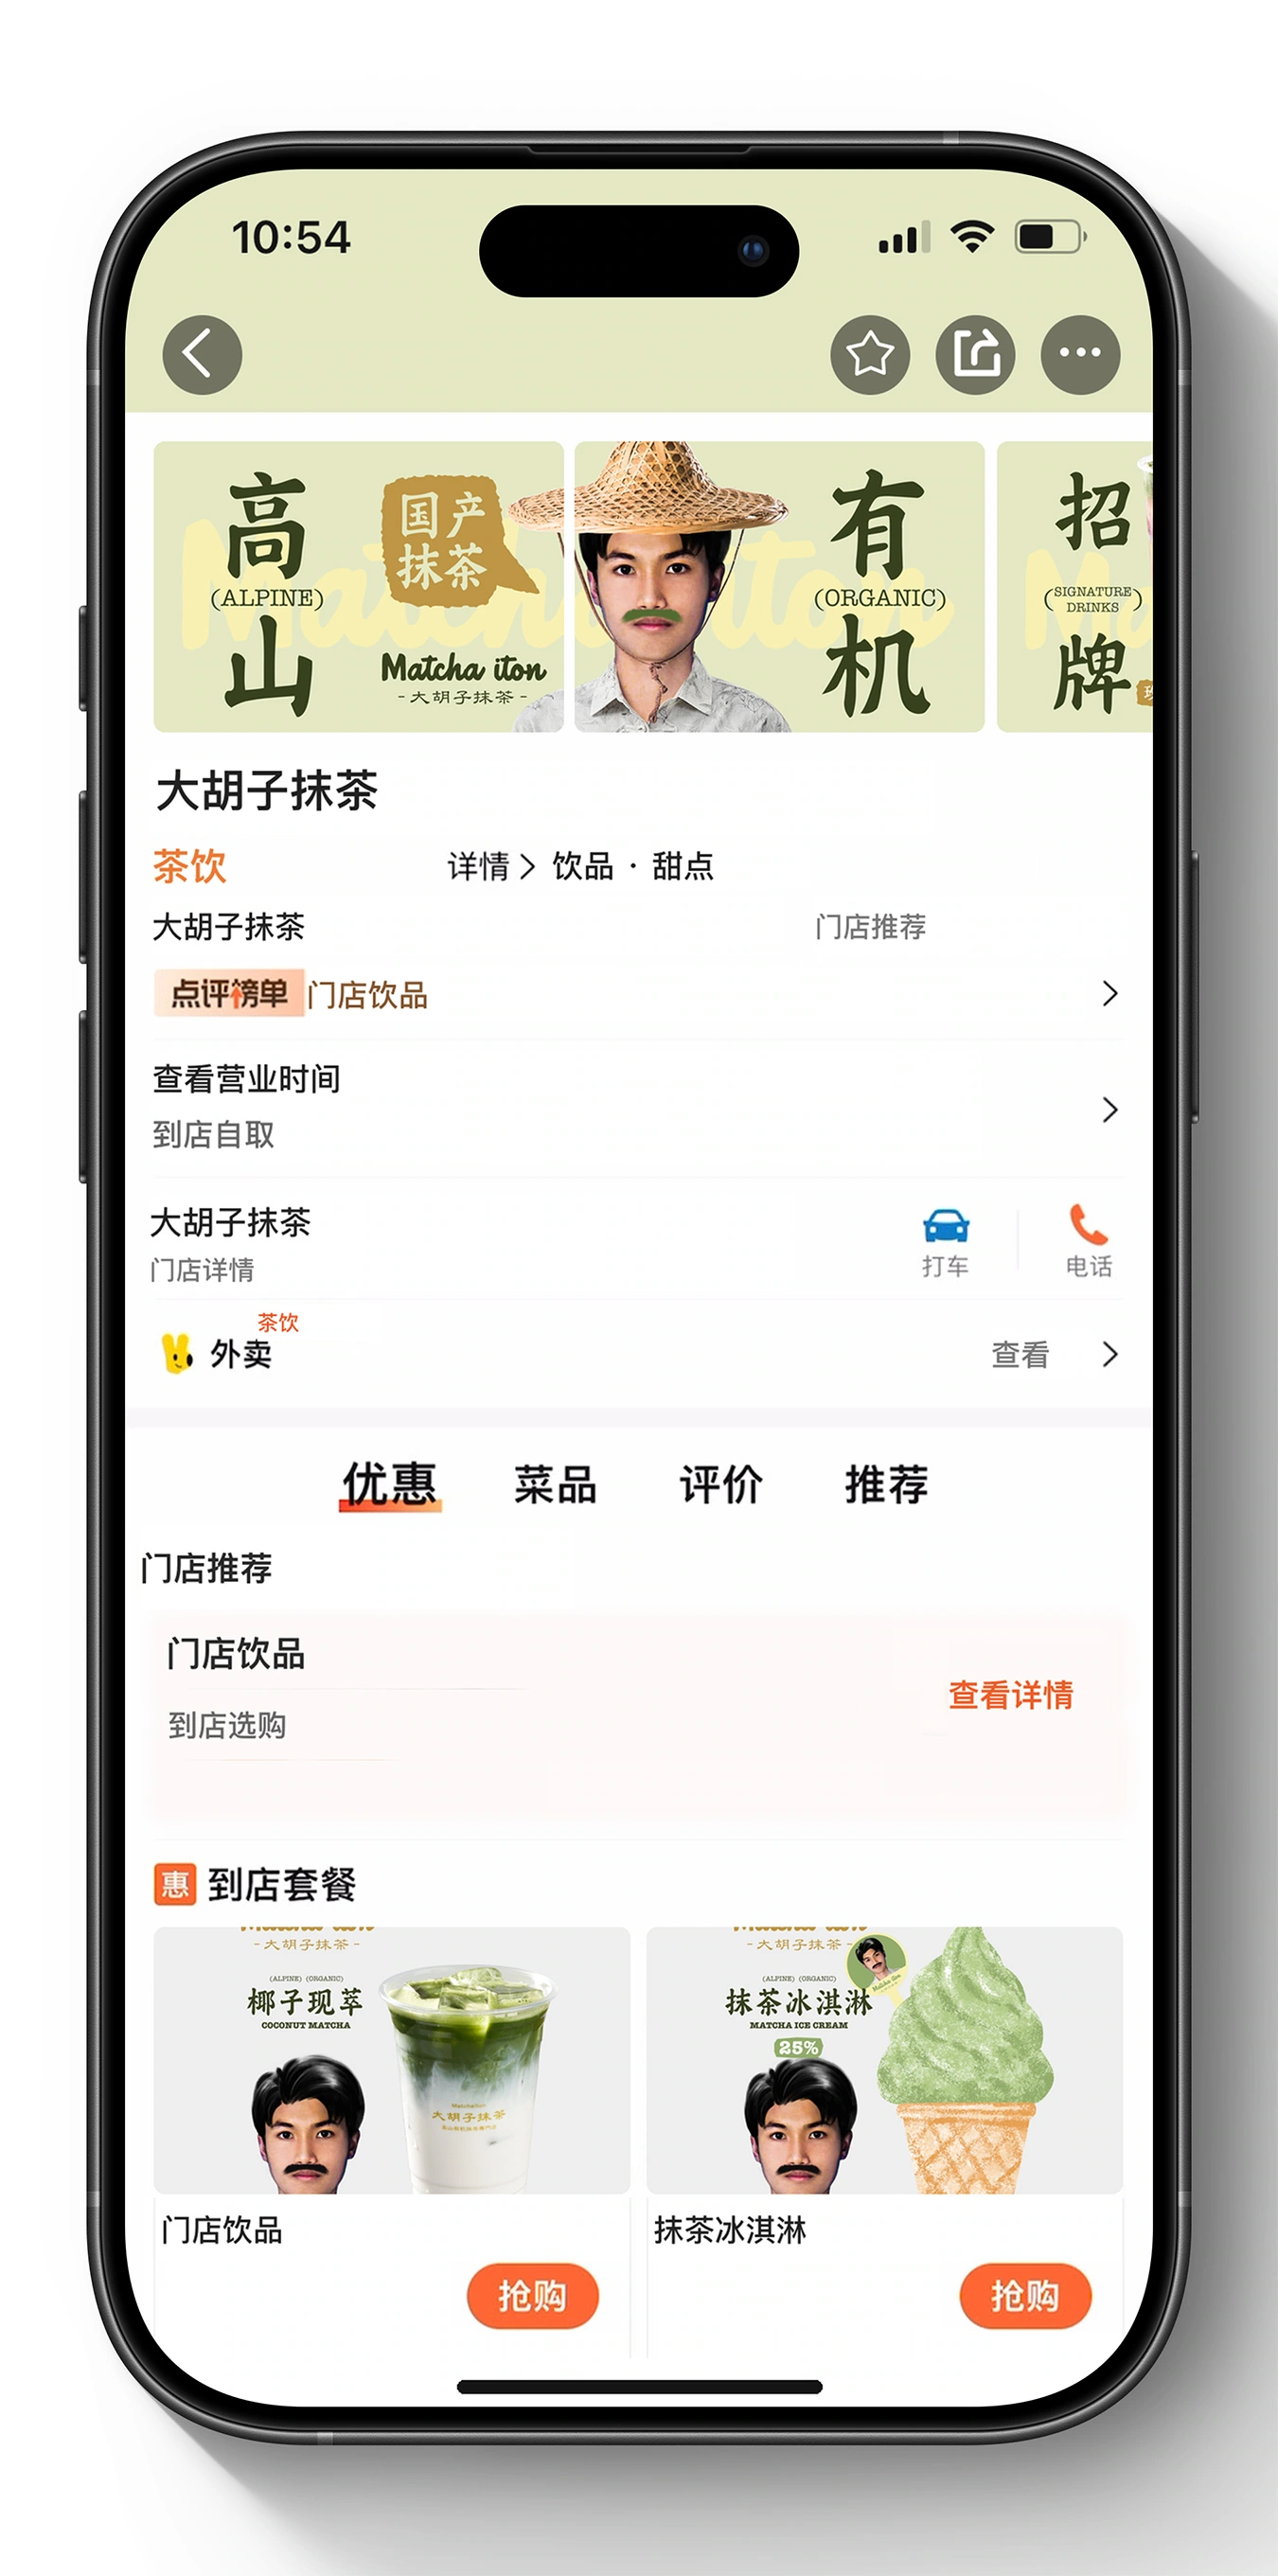 10:54
高
(ALPINE)
山
国产
抹茶
Matcha iton
-大胡子抹茶-
有
(ORGANIC)
机
招
(SIGNATURE
DRINKS)
牌
大胡子抹茶
茶饮
详情 > 饮品 · 甜点
大胡子抹茶
门店推荐
点评榜单 门店饮品
查看营业时间
到店自取
大胡子抹茶
门店详情
打车
电话
茶饮
外卖
查看
优惠 菜品 评价 推荐
门店推荐
门店饮品
到店选购
查看详情
惠 到店套餐
-大胡子抹茶-
(ALPINE) (ORGANIC)
椰子现萃
COCONUT MATCHA
大胡子抹茶
-大胡子抹茶-
(ALPINE) (ORGANIC)
抹茶冰淇淋
MATCHA ICE CREAM
25%
门店饮品
抢购
抹茶冰淇淋
抢购